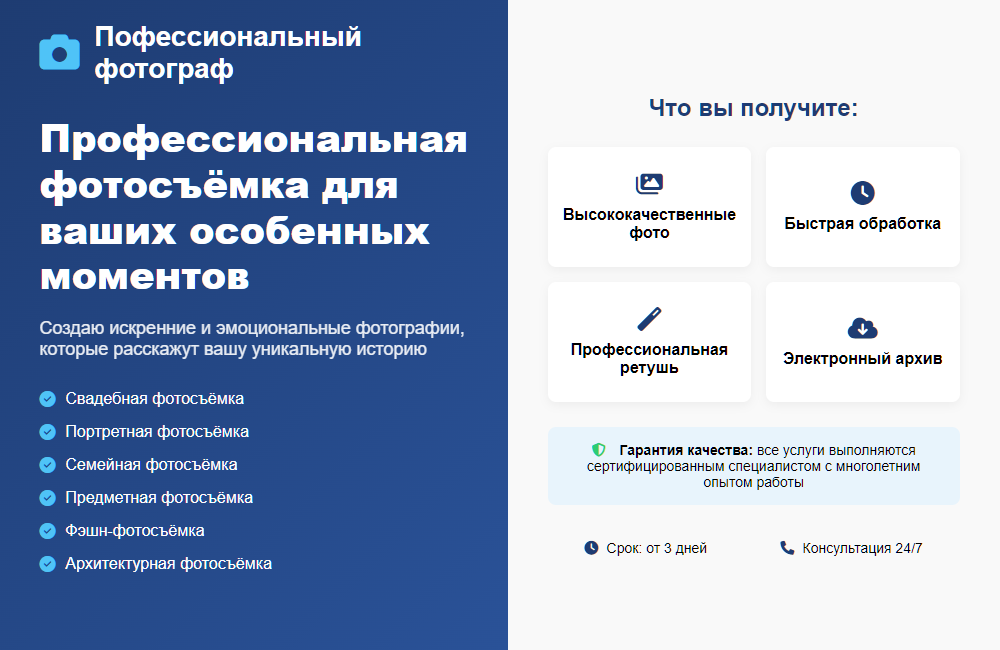 Пофессиональный
фотограф
Профессиональная
фотосъёмка для
ваших особенных
моментов
Создаю искренние и эмоциональные фотографии,
которые расскажут вашу уникальную историю
Свадебная фотосъёмка
Портретная фотосъёмка
Семейная фотосъёмка
Предметная фотосъёмка
Фэшн-фотосъёмка
Архитектурная фотосъёмка
Что вы получите:
Высококачественные
фото
Быстрая обработка
Профессиональная
ретушь
Электронный архив
Гарантия качества: все услуги выполняются
сертифицированным специалистом с многолетним
опытом работы
Срок: от 3 дней
Консультация 24/7